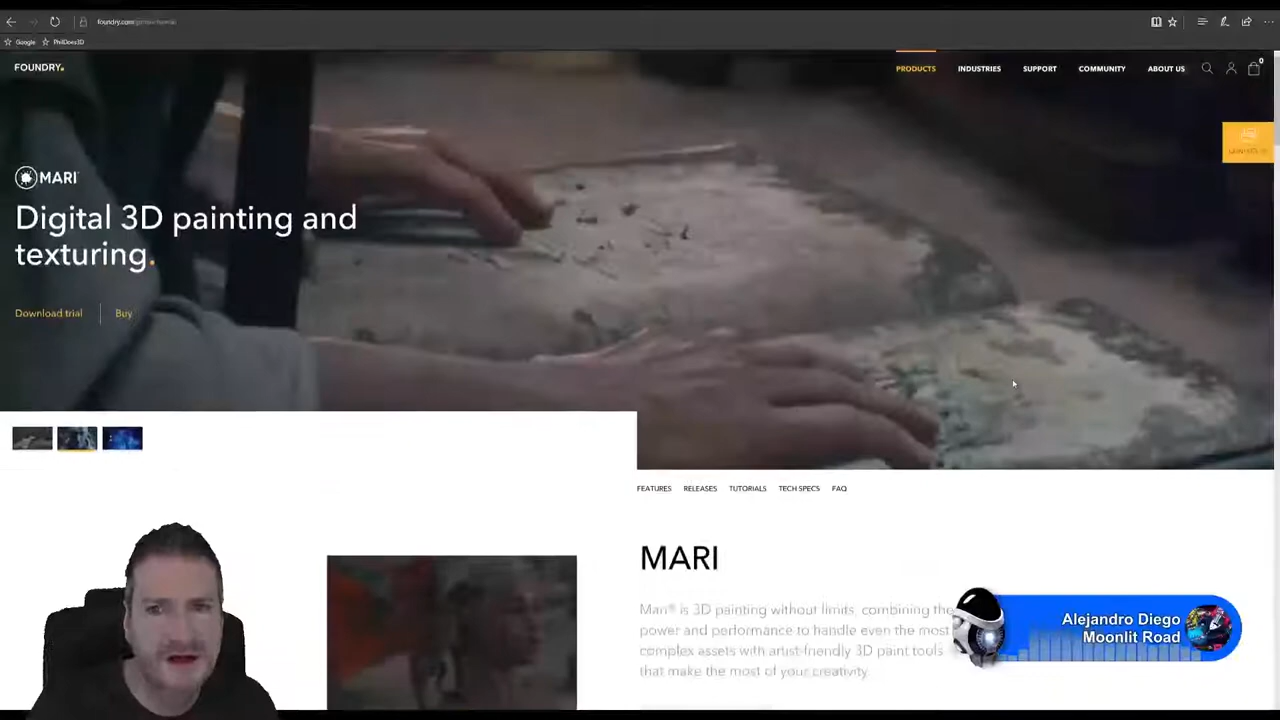 Google
PhilDoes3D
FOUNDRY.
PRODUCTS
INDUSTRIES
SUPPORT
COMMUNITY
ABOUT US
0
MARI
Digital 3D painting and
texturing.
Download trial
Buy
FEATURES
RELEASES
TUTORIALS
TECH SPECS
FAQ
MARI
Mari® is 3D painting without limits, combining the
power and performance to handle even the most
complex assets with artist-friendly 3D paint tools
that make the most of your creativity.
Alejandro Diego
Moonlit Road